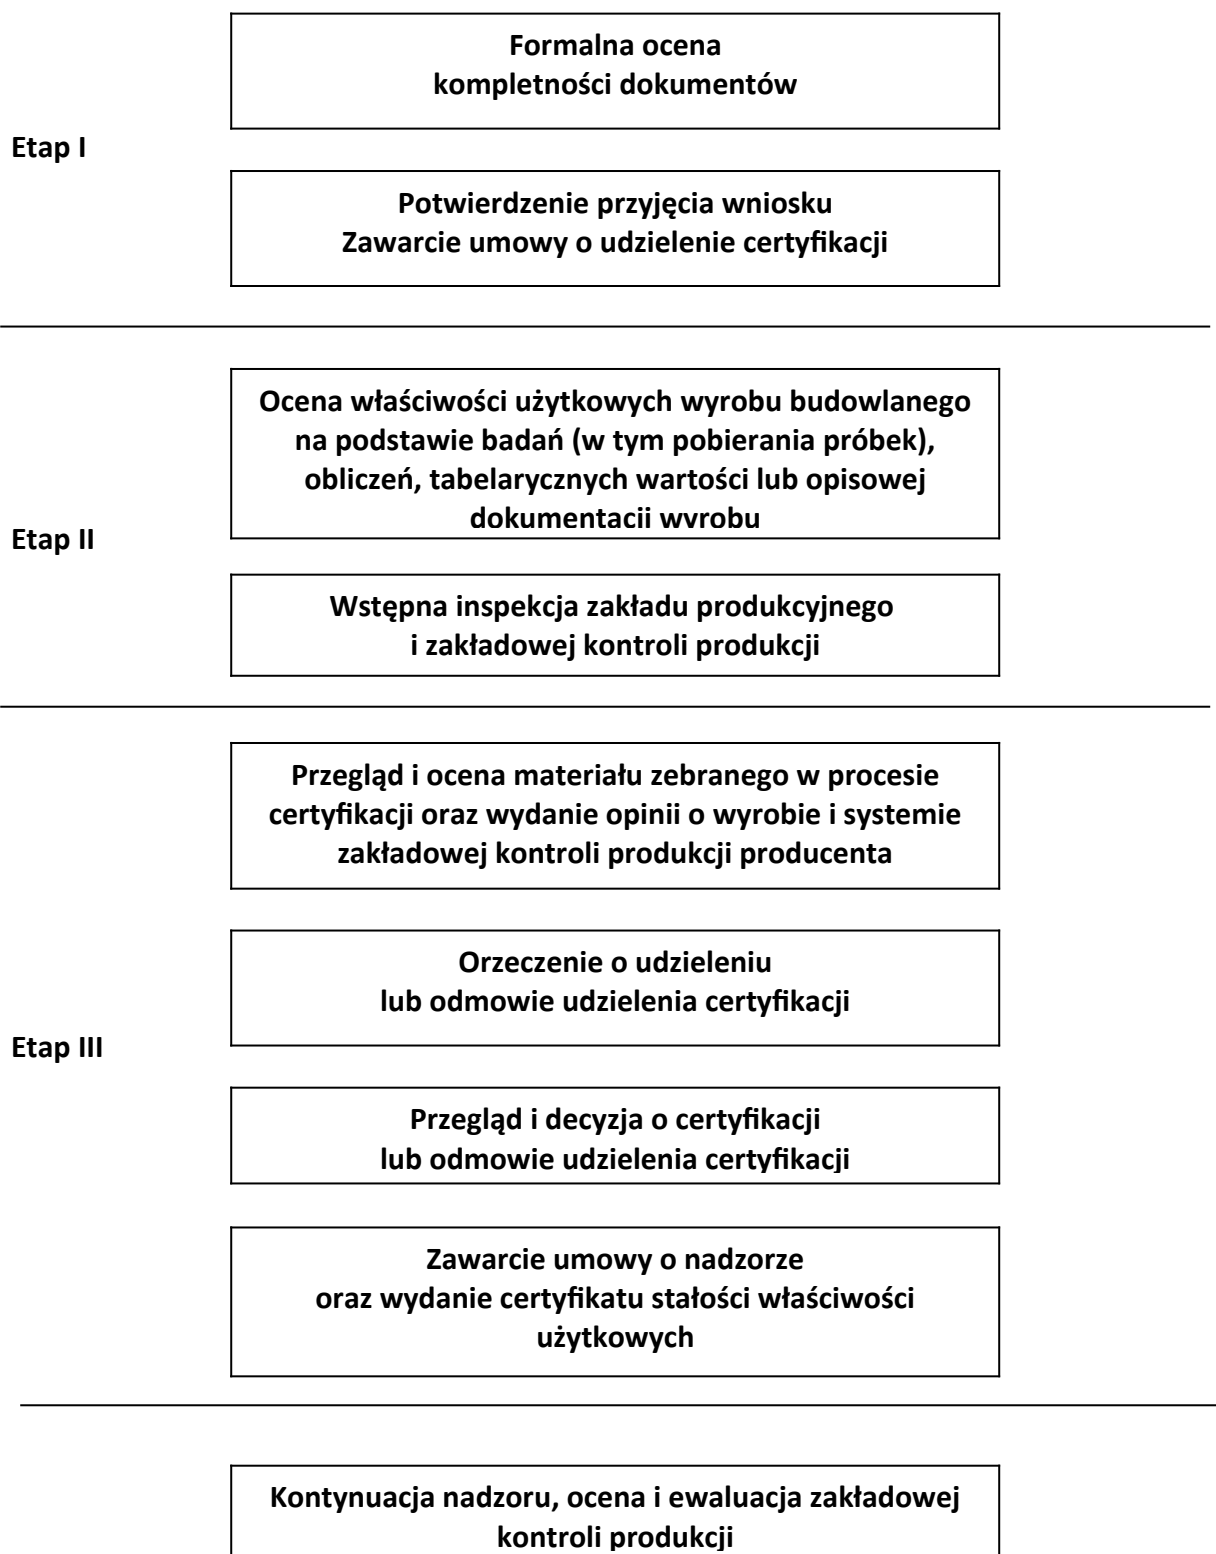 Formalna ocena
kompletności dokumentów
Etap I
Potwierdzenie przyjęcia wniosku
Zawarcie umowy o udzielenie certyfikacji
Ocena właściwości użytkowych wyrobu budowlanego
na podstawie badań (w tym pobierania próbek),
obliczeń, tabelarycznych wartości lub opisowej
dokumentacji wyrobu
Etap II
Wstępna inspekcja zakładu produkcyjnego
i zakładowej kontroli produkcji
Przegląd i ocena materiału zebranego w procesie
certyfikacji oraz wydanie opinii o wyrobie i systemie
zakładowej kontroli produkcji producenta
Orzeczenie o udzieleniu
lub odmowie udzielenia certyfikacji
Etap III
Przegląd i decyzja o certyfikacji
lub odmowie udzielenia certyfikacji
Zawarcie umowy o nadzorze
oraz wydanie certyfikatu stałości właściwości
użytkowych
Kontynuacja nadzoru, ocena i ewaluacja zakładowej
kontroli produkcji